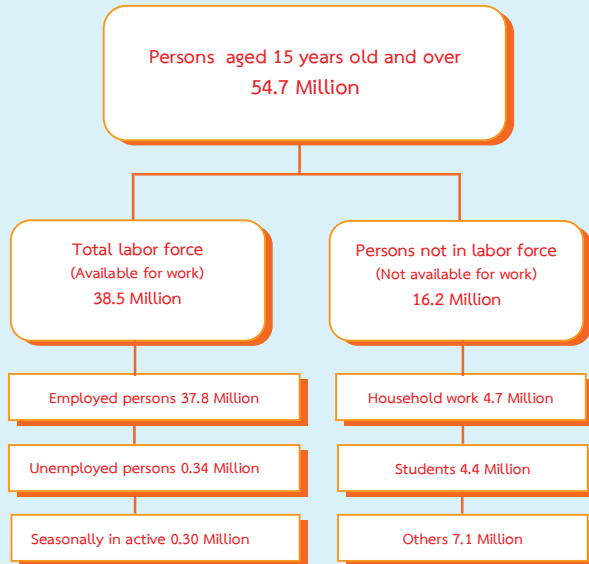 Persons aged 15 years old and over
54.7 Million
Total labor force
(Available for work)
38.5 Million
Persons not in labor force
(Not available for work)
16.2 Million
Employed persons 37.8 Million
Unemployed persons 0.34 Million
Seasonally in active 0.30 Million
Household work 4.7 Million
Students 4.4 Million
Others 7.1 Million